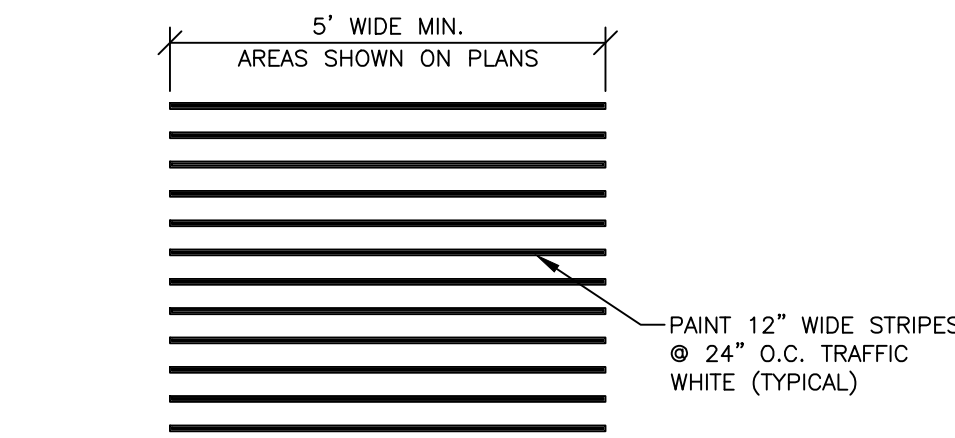 5' WIDE MIN.
AREAS SHOWN ON PLANS
PAINT 12" WIDE STRIPES
@ 24" O.C. TRAFFIC
WHITE (TYPICAL)